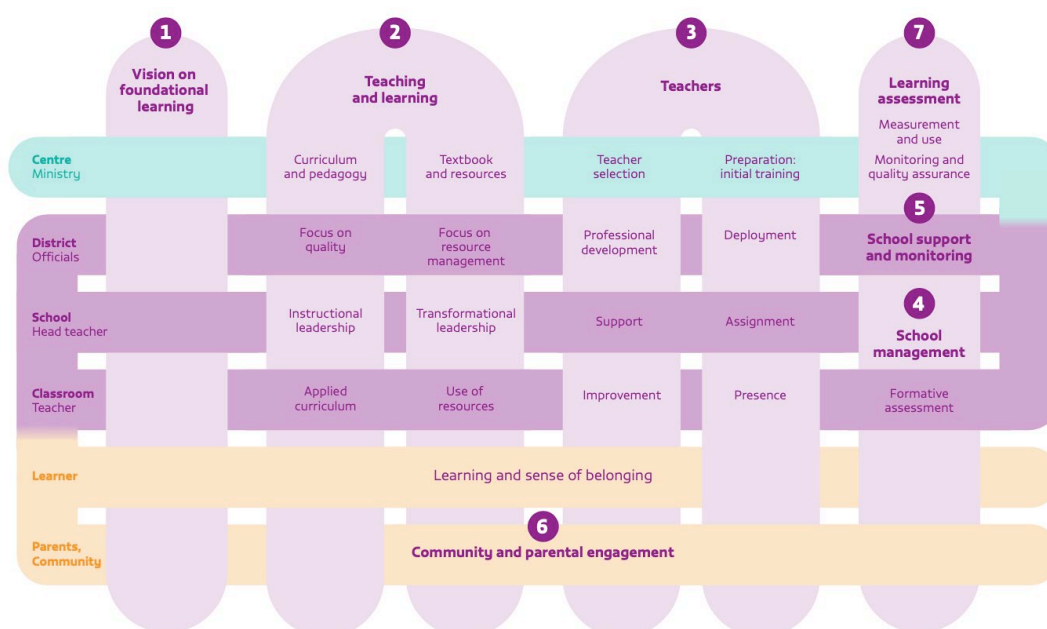 1
2
3
7
Vision on
foundational
learning
Teaching
and learning
Teachers
Learning
assessment
Measurement
and use
Centre
Ministry
Curriculum
and pedagogy
Textbook
and resources
Teacher
selection
Preparation:
initial training
Monitoring and
quality assurance
5
District
Officials
Focus on
quality
Focus on
resource
management
Professional
development
Deployment
School support
and monitoring
4
School
Head teacher
Instructional
leadership
Transformational
leadership
Support
Assignment
School
management
Classroom
Teacher
Applied
curriculum
Use of
resources
Improvement
Presence
Formative
assessment
Learner
Learning and sense of belonging
6
Parents,
Community
Community and parental engagement